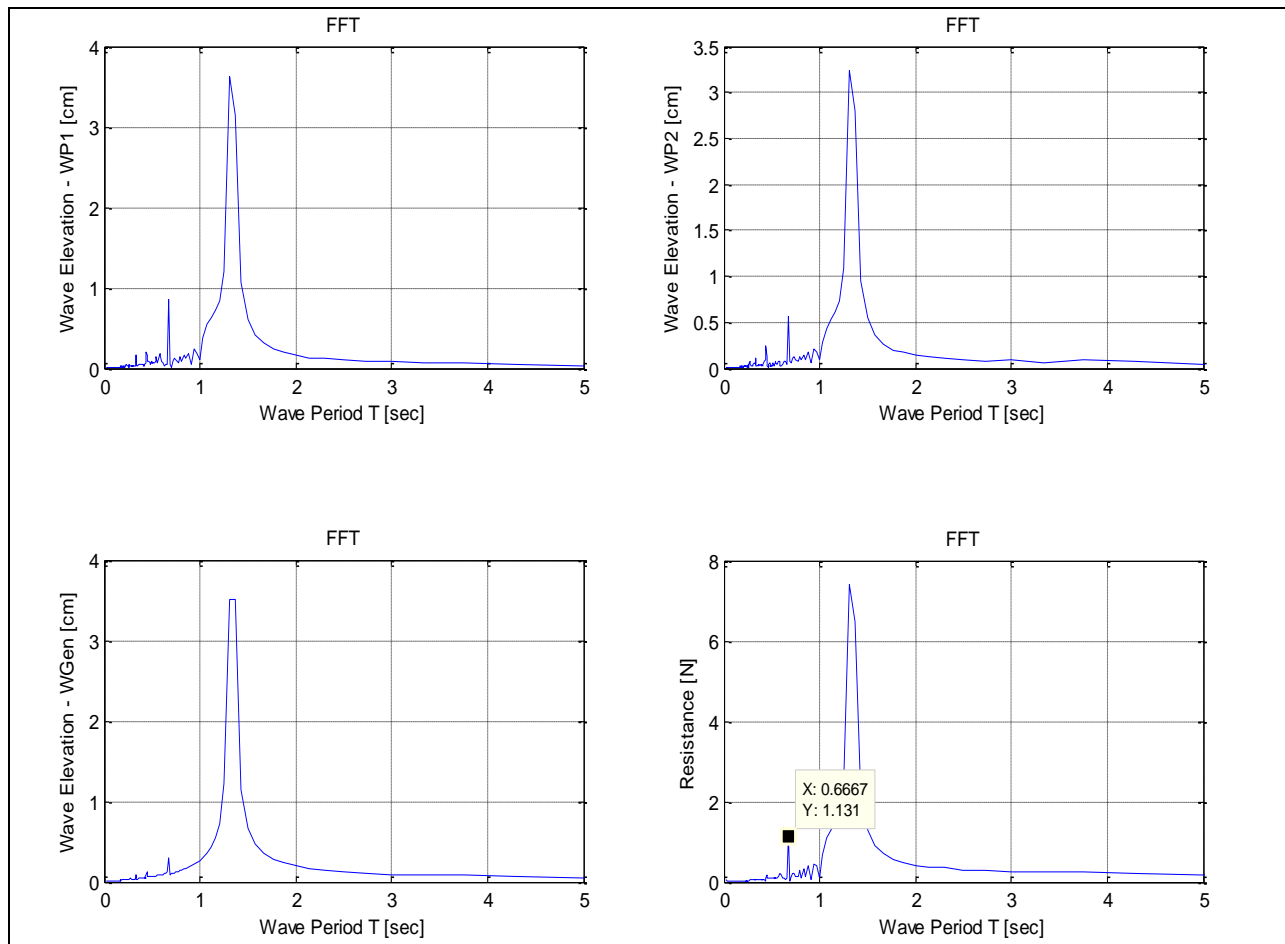 FFT
4
3
2
1
0
Wave Elevation - WP1 [cm]
0 1 2 3 4 5
Wave Period T [sec]
FFT
3.5
3
2.5
2
1.5
1
0.5
0
Wave Elevation - WP2 [cm]
0 1 2 3 4 5
Wave Period T [sec]
FFT
4
3
2
1
0
Wave Elevation - WGen [cm]
0 1 2 3 4 5
Wave Period T [sec]
FFT
8
6
4
2
0
Resistance [N]
X: 0.6667
Y: 1.131
0 1 2 3 4 5
Wave Period T [sec]